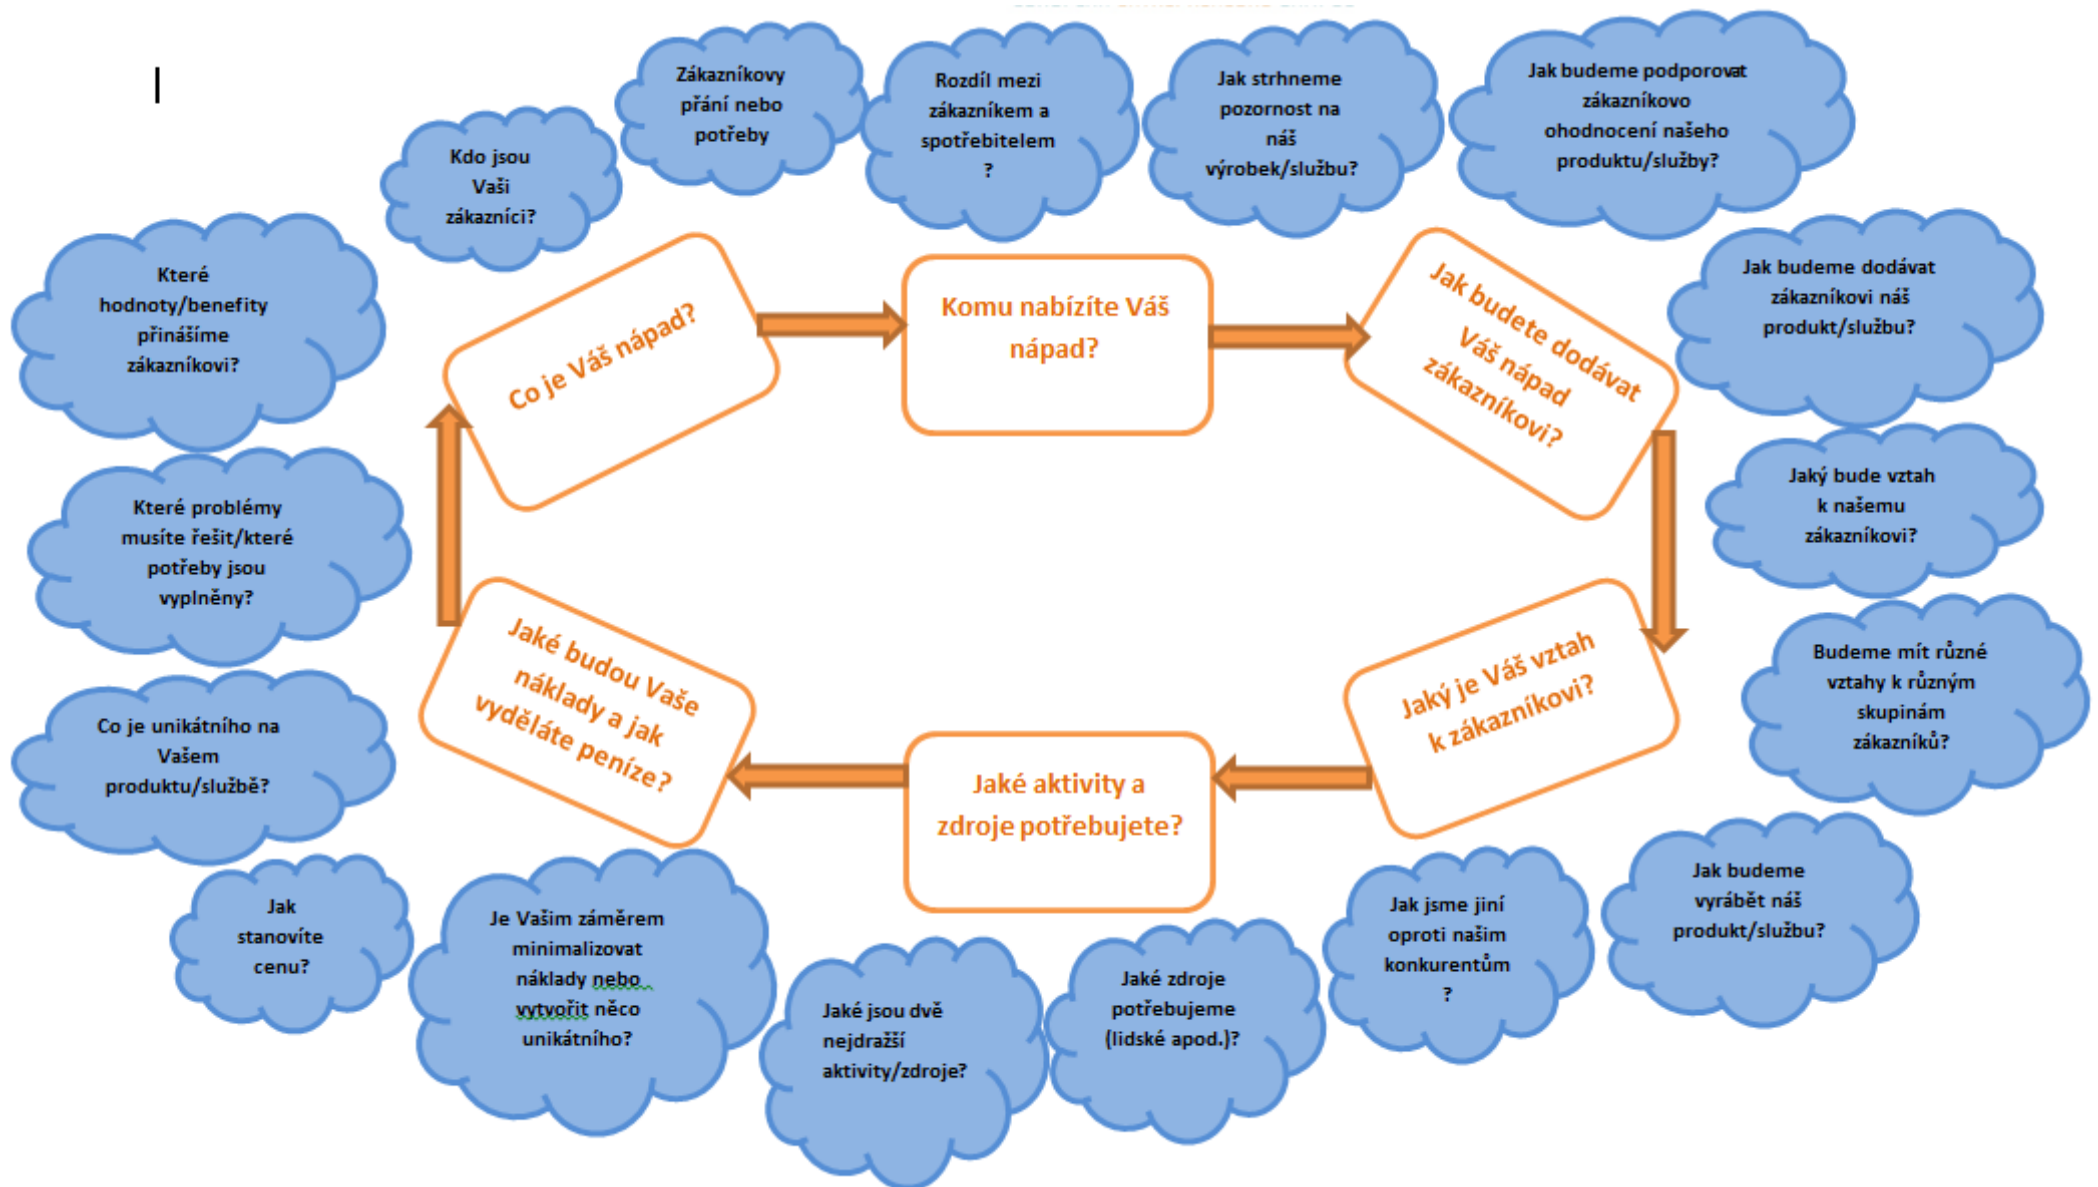 Zákazníkovy
přání nebo
potřeby
Rozdíl mezi
zákazníkem a
spotřebitelem
?
Jak strhneme
pozornost na
náš
výrobek/službu?
Jak budeme podporovat
zákazníkovo
ohodnocení našeho
produktu/služby?
Kdo jsou
Vaši
zákazníci?
Které
hodnoty/benefity
přinášíme
zákazníkovi?
Co je Váš nápad?
Komu nabízíte Váš
nápad?
Jak budete dodávat
Váš nápad
zákazníkovi?
Jak budeme dodávat
zákazníkovi náš
produkt/službu?
Které problémy
musíte řešit/které
potřeby jsou
vyplněny?
Jaký bude vztah
k našemu
zákazníkovi?
Jaké budou Vaše
náklady a jak
vyděláte peníze?
Jaké aktivity a
zdroje potřebujete?
Jaký je Váš vztah
k zákazníkovi?
Budeme mít různé
vztahy k různým
skupinám
zákazníků?
Co je unikátního na
Vašem
produktu/službě?
Jak
stanovíte
cenu?
Je Vašim záměrem
minimalizovat
náklady nebo
vytvořit něco
unikátního?
Jaké jsou dvě
nejdražší
aktivity/zdroje?
Jaké zdroje
potřebujeme
(lidské apod.)?
Jak jsme jiní
oproti našim
konkurentům
?
Jak budeme
vyrábět náš
produkt/službu?